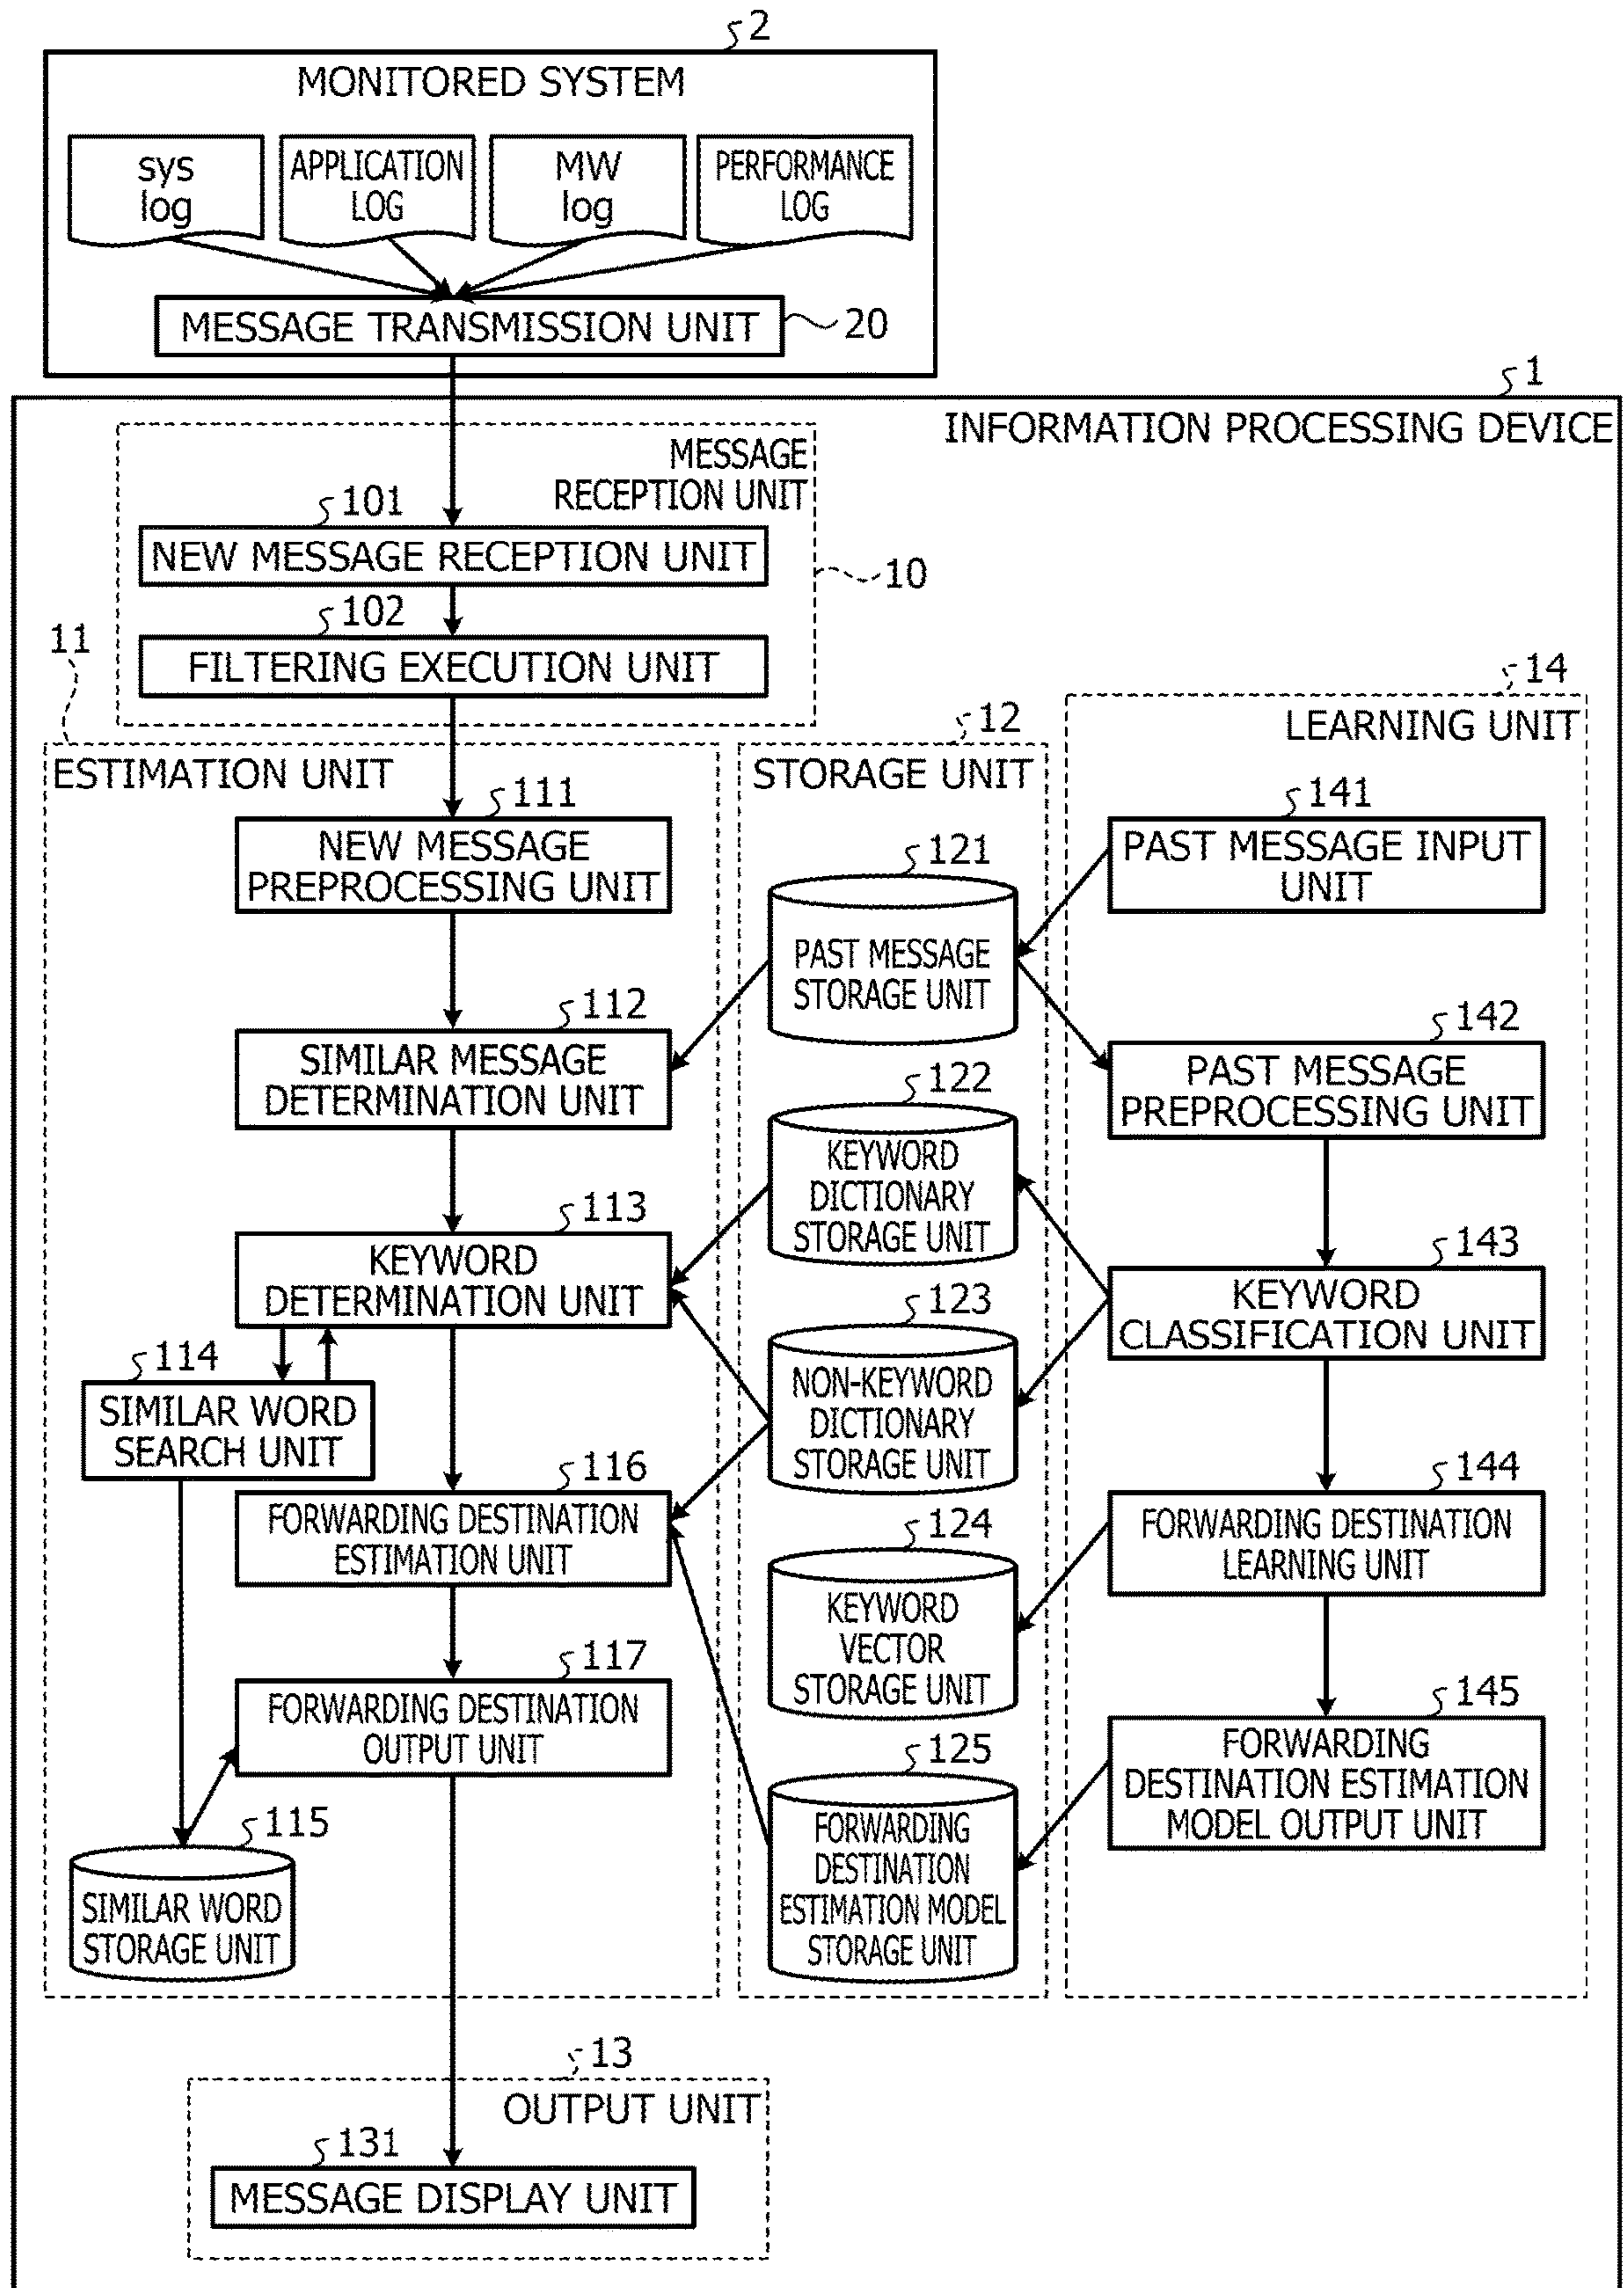 2
MONITORED SYSTEM
sys
log
APPLICATION
LOG
MW
log
PERFORMANCE
LOG
MESSAGE TRANSMISSION UNIT
20
1
INFORMATION PROCESSING DEVICE
MESSAGE
RECEPTION UNIT
101
NEW MESSAGE RECEPTION UNIT
10
102
FILTERING EXECUTION UNIT
11
ESTIMATION UNIT
111
NEW MESSAGE
PREPROCESSING UNIT
112
SIMILAR MESSAGE
DETERMINATION UNIT
113
KEYWORD
DETERMINATION UNIT
114
SIMILAR WORD
SEARCH UNIT
116
FORWARDING DESTINATION
ESTIMATION UNIT
117
FORWARDING DESTINATION
OUTPUT UNIT
115
SIMILAR WORD
STORAGE UNIT
12
STORAGE UNIT
121
PAST MESSAGE
STORAGE UNIT
122
KEYWORD
DICTIONARY
STORAGE UNIT
123
NON-KEYWORD
DICTIONARY
STORAGE UNIT
124
KEYWORD
VECTOR
STORAGE UNIT
125
FORWARDING
DESTINATION
ESTIMATION MODEL
STORAGE UNIT
14
LEARNING UNIT
141
PAST MESSAGE INPUT
UNIT
142
PAST MESSAGE
PREPROCESSING UNIT
143
KEYWORD
CLASSIFICATION UNIT
144
FORWARDING DESTINATION
LEARNING UNIT
145
FORWARDING
DESTINATION ESTIMATION
MODEL OUTPUT UNIT
13
OUTPUT UNIT
131
MESSAGE DISPLAY UNIT